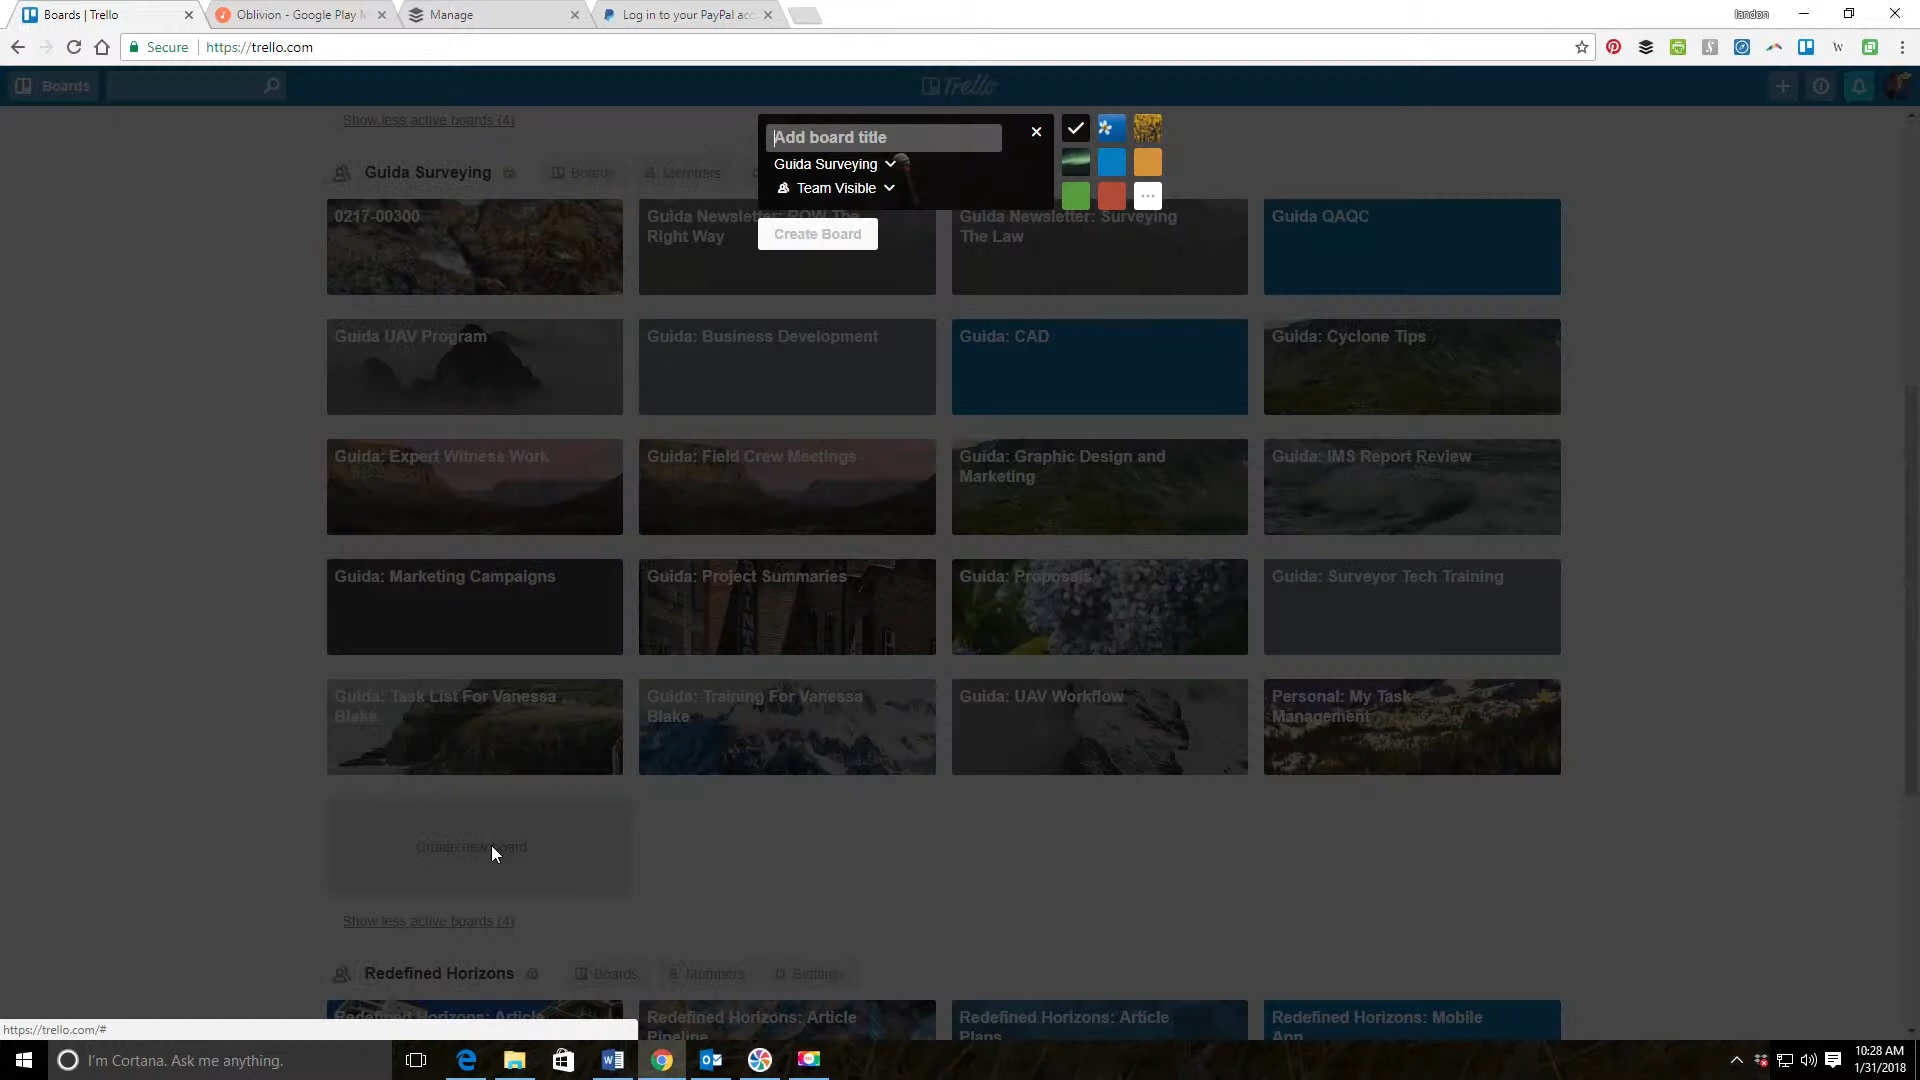 Boards | Trello
Oblivion - Google Play M
Manage
Log in to your PayPal acc
landon
Secure
https://trello.com
Boards
Trello
Show less active boards (4)
Add board title
Guida Surveying
Team Visible
Create Board
Guida Surveying
Boards
Members
0217-00300
Guida Newsletter: ROW The
Right Way
Guida Newsletter: Surveying
The Law
Guida QAQC
Guida UAV Program
Guida: Business Development
Guida: CAD
Guida: Cyclone Tips
Guida: Expert Witness Work
Guida: Field Crew Meetings
Guida: Graphic Design and
Marketing
Guida: IMS Report Review
Guida: Marketing Campaigns
Guida: Project Summaries
Guida: Proposals
Guida: Surveyor Tech Training
Guida: Task List For Vanessa
Blake
Guida: Training For Vanessa
Blake
Guida: UAV Workflow
Personal: My Task
Management
Create new board
Show less active boards (4)
Redefined Horizons
Boards
Members
Settings
Redefined Horizons: Article
Redefined Horizons: Article
Pipeline
Redefined Horizons: Article
Plans
Redefined Horizons: Mobile
App
https://trello.com/#
I'm Cortana. Ask me anything.
10:28 AM
1/31/2018